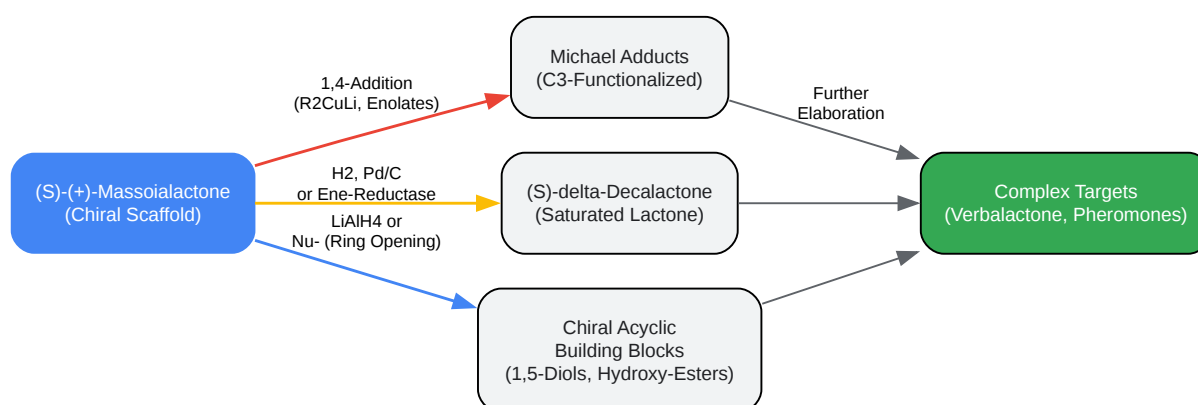 Michael Adducts
(C3-Functionalized)
1,4-Addition
(R2CuLi, Enolates)
Further
Elaboration
(S)-(+)-Massoialactone
(Chiral Scaffold)
H2, Pd/C
or Ene-Reductase
(S)-delta-Decalactone
(Saturated Lactone)
Complex Targets
(Verbalactone, Pheromones)
LiAlH4 or
Nu- (Ring Opening)
Chiral Acyclic
Building Blocks
(1,5-Diols, Hydroxy-Esters)